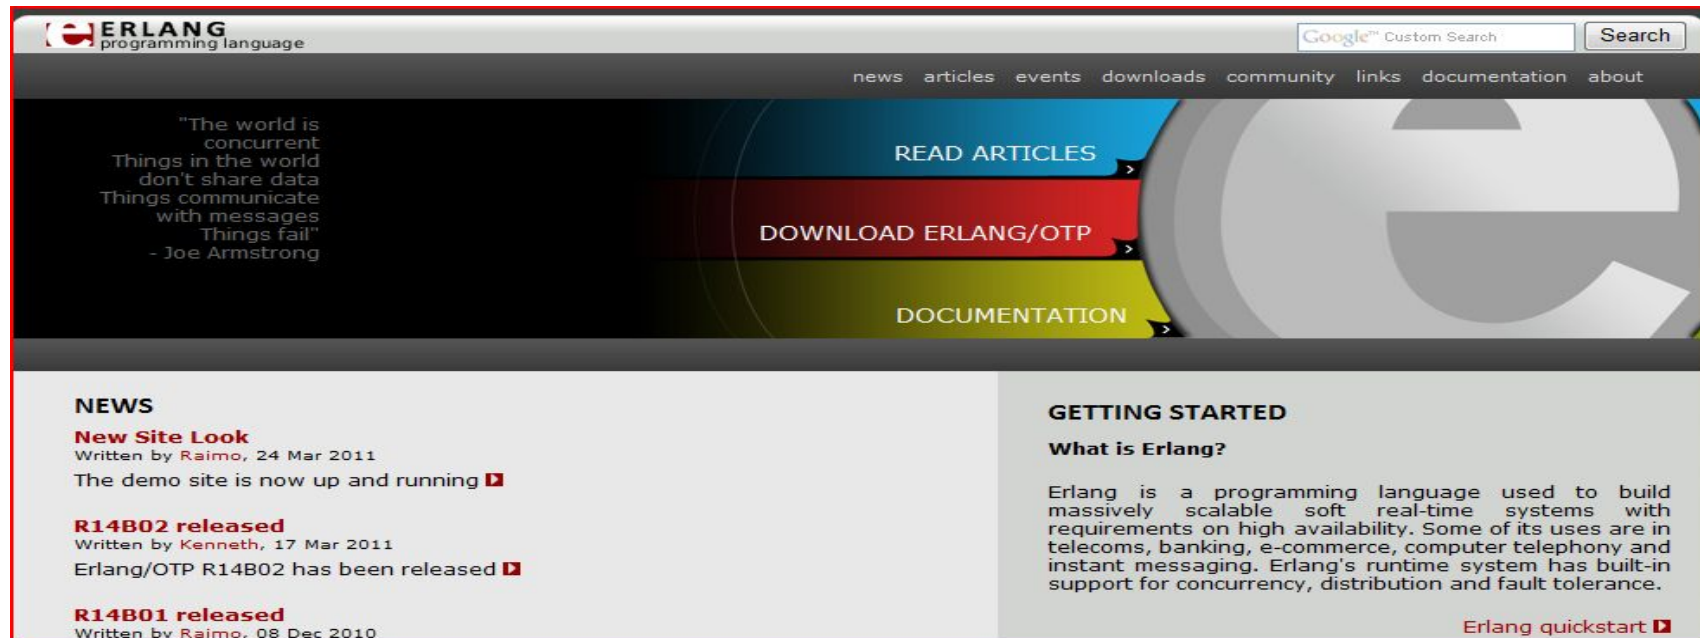 ERLANG
programming language
Google™ Custom Search
Search
news articles events downloads community links documentation about
"The world is
concurrent
Things in the world
don't share data
Things communicate
with messages
Things fail"
- Joe Armstrong
READ ARTICLES
DOWNLOAD ERLANG/OTP
DOCUMENTATION
NEWS
New Site Look
Written by Raimo, 24 Mar 2011
The demo site is now up and running
R14B02 released
Written by Kenneth, 17 Mar 2011
Erlang/OTP R14B02 has been released
R14B01 released
Written by Raimo, 08 Dec 2010
GETTING STARTED
What is Erlang?
Erlang is a programming language used to build
massively scalable soft real-time systems with
requirements on high availability. Some of its uses are in
telecoms, banking, e-commerce, computer telephony and
instant messaging. Erlang's runtime system has built-in
support for concurrency, distribution and fault tolerance.
Erlang quickstart